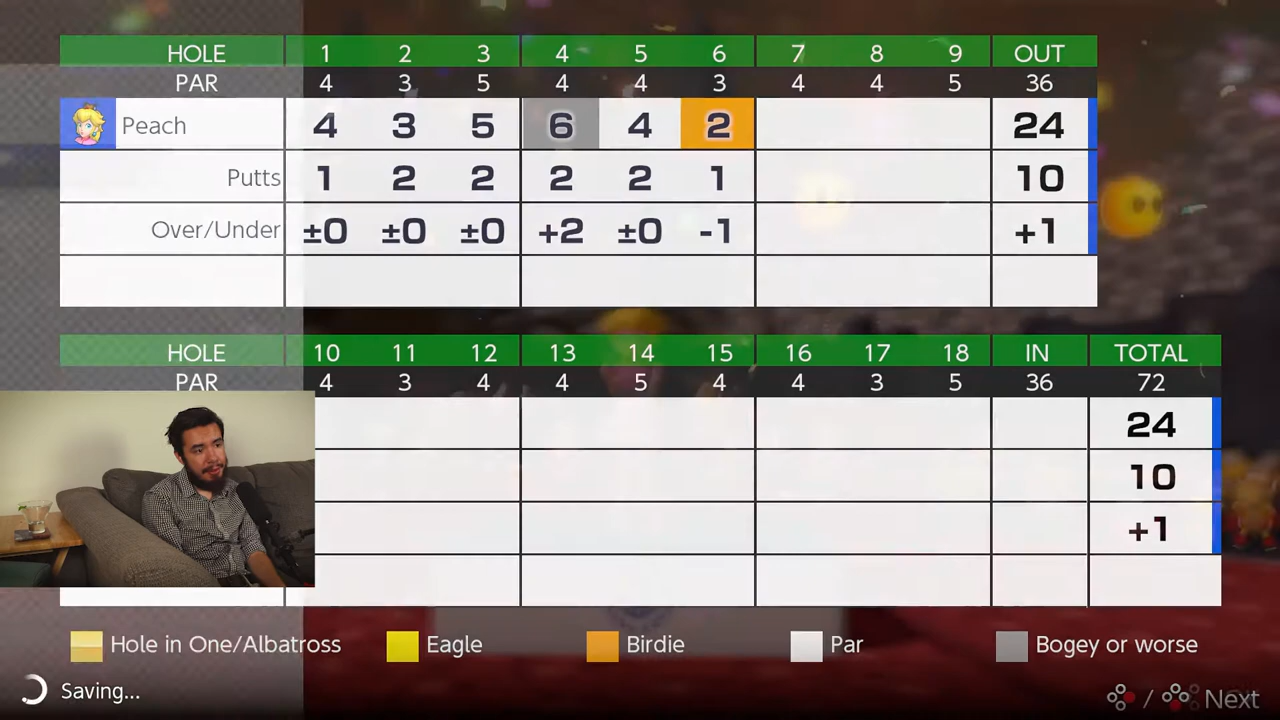 HOLE 1 2 3 4 5 6 7 8 9 OUT
PAR 4 3 5 4 4 3 4 4 5 36
Peach 4 3 5 6 4 2 24
Putts 1 2 2 2 2 1 10
Over/Under ±0 ±0 ±0 +2 ±0 -1 +1
HOLE 10 11 12 13 14 15 16 17 18 IN TOTAL
PAR 4 3 4 4 5 4 4 3 5 36 72
24
10
+1
Hole in One/Albatross Eagle Birdie Par Bogey or worse
Saving...
/ Next